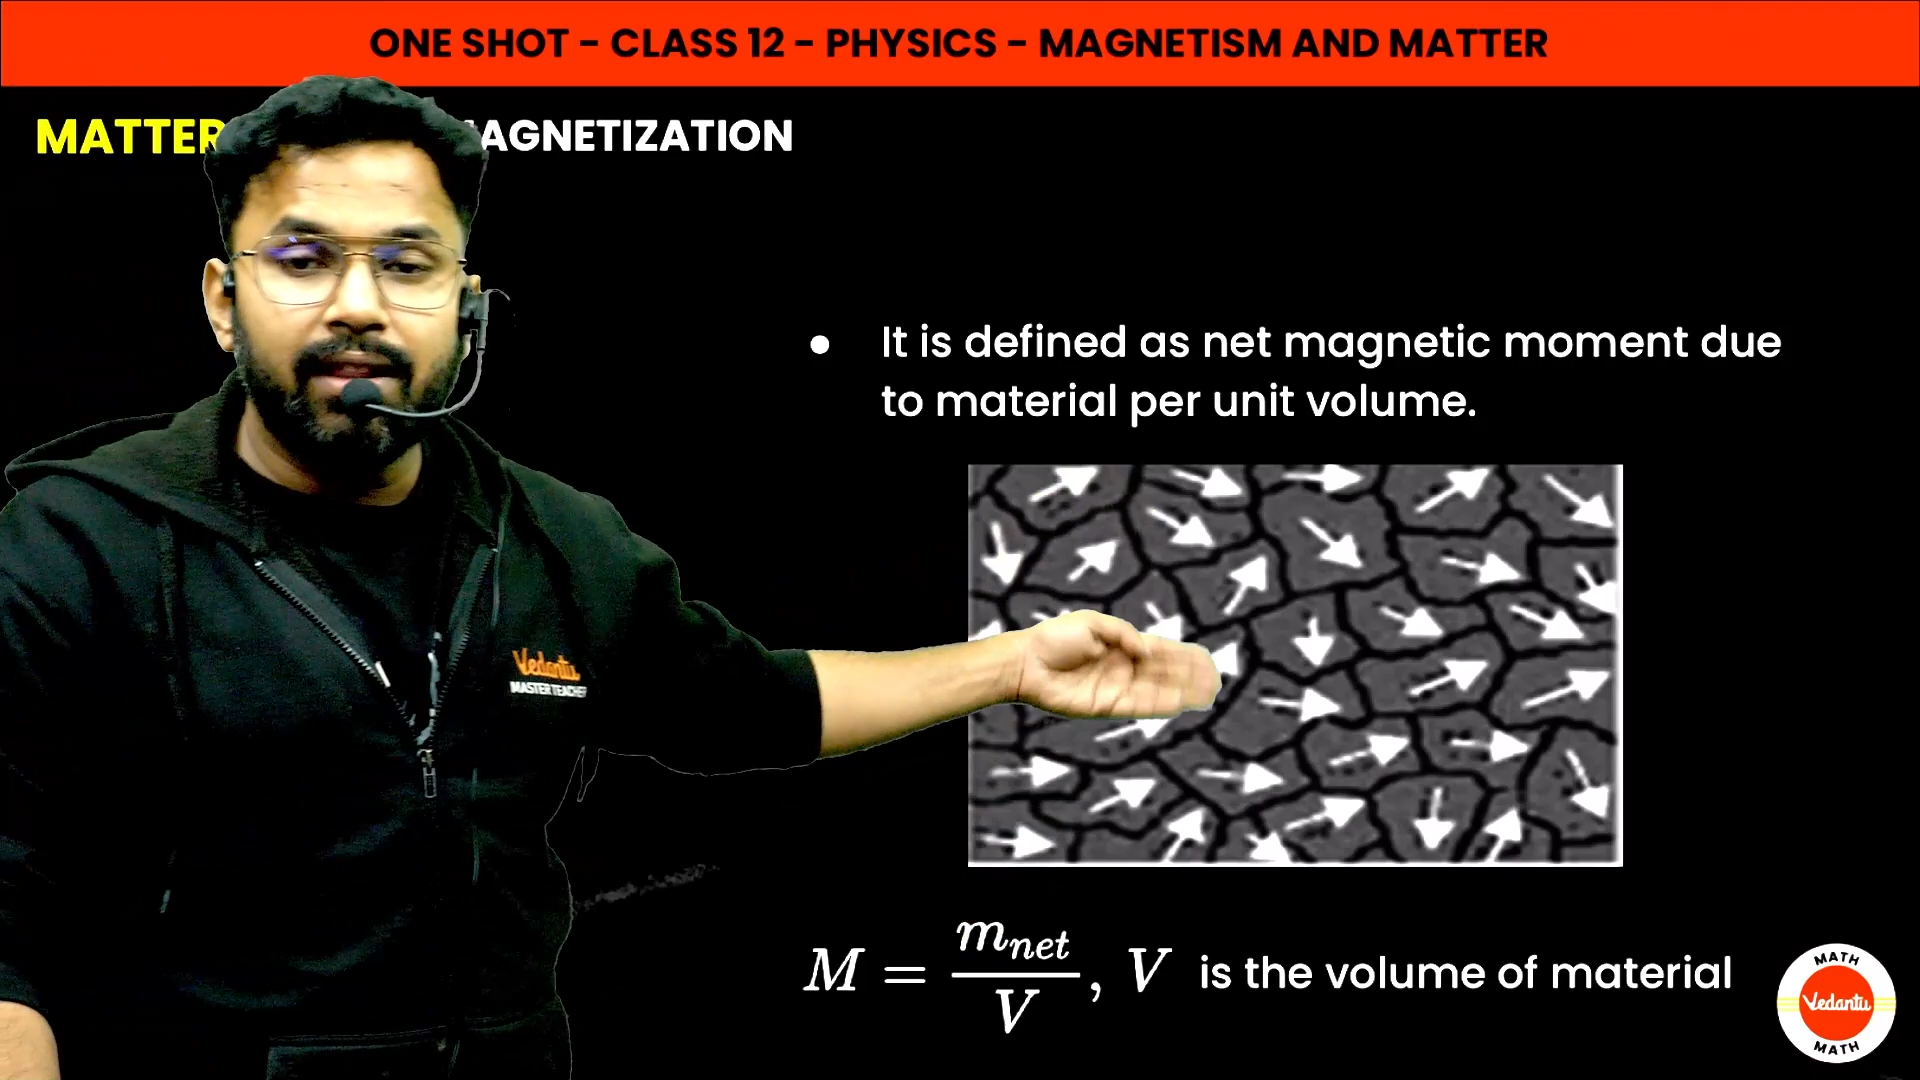 ONE SHOT - CLASS 12 - PHYSICS - MAGNETISM AND MATTER
MATTER AGNETIZATION
• It is defined as net magnetic moment due
to material per unit volume.
Vedantu
MASTER TEACHER
M = m_net / V, V is the volume of material
MATH
Vedantu
MATH